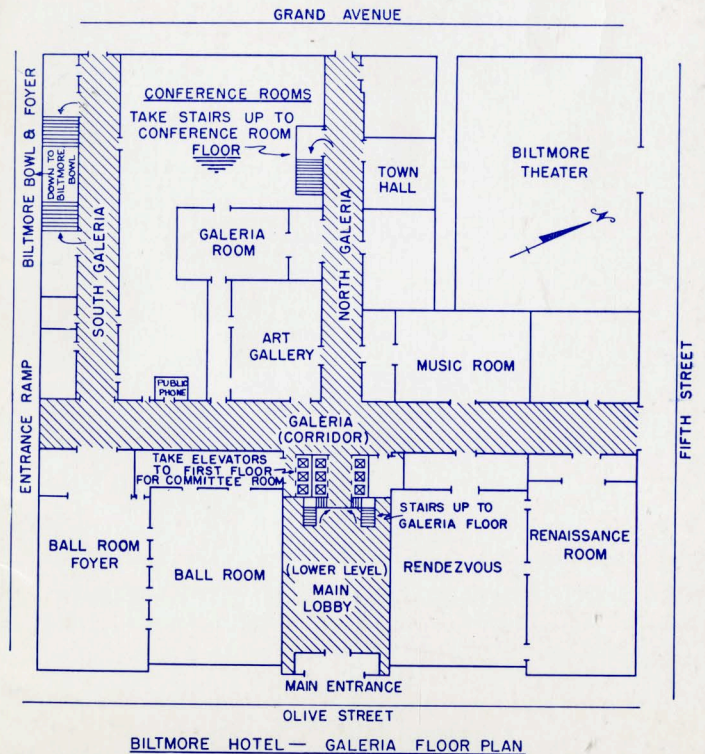 GRAND AVENUE
CONFERENCE ROOMS
TAKE STAIRS UP TO
CONFERENCE ROOM
FLOOR
BILTMORE BOWL & FOYER
DOWN TO
BILTMORE
BOWL
TOWN
HALL
BILTMORE
THEATER
SOUTH GALERIA
GALERIA
ROOM
NORTH GALERIA
ART
GALLERY
MUSIC ROOM
PUBLIC
PHONE
ENTRANCE RAMP
FIFTH STREET
GALERIA
(CORRIDOR)
TAKE ELEVATORS
TO FIRST FLOOR
FOR COMMITTEE ROOM
STAIRS UP TO
GALERIA FLOOR
BALL ROOM
FOYER
BALL ROOM
(LOWER LEVEL)
MAIN
LOBBY
RENDEZVOUS
RENAISSANCE
ROOM
MAIN ENTRANCE
OLIVE STREET
BILTMORE HOTEL — GALERIA FLOOR PLAN